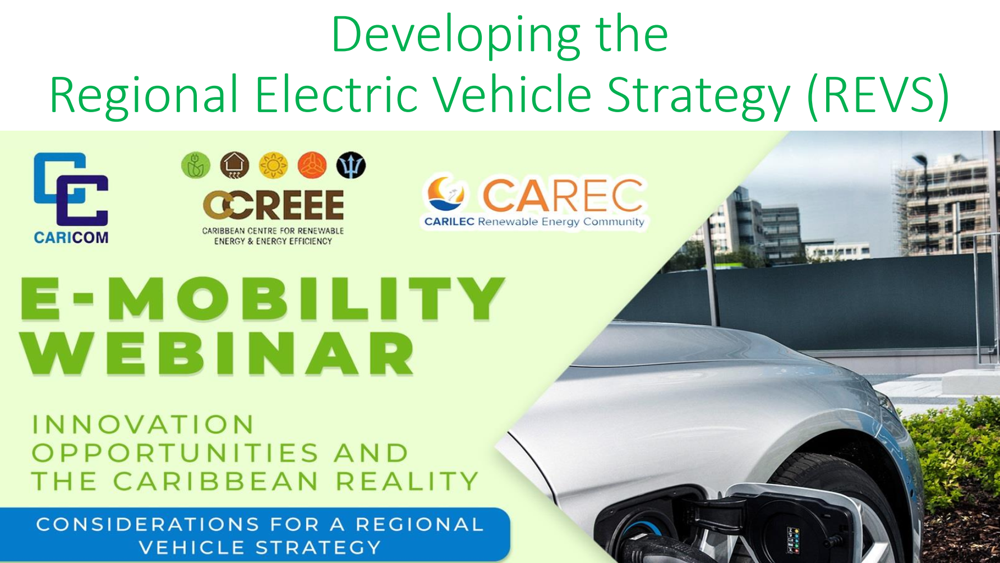 Developing the
Regional Electric Vehicle Strategy (REVS)
CARICOM
CCREEE
CARIBBEAN CENTRE FOR RENEWABLE
ENERGY & ENERGY EFFICIENCY
CAREC
CARILEC Renewable Energy Community
E-MOBILITY
WEBINAR
INNOVATION
OPPORTUNITIES AND
THE CARIBBEAN REALITY
CONSIDERATIONS FOR A REGIONAL
VEHICLE STRATEGY